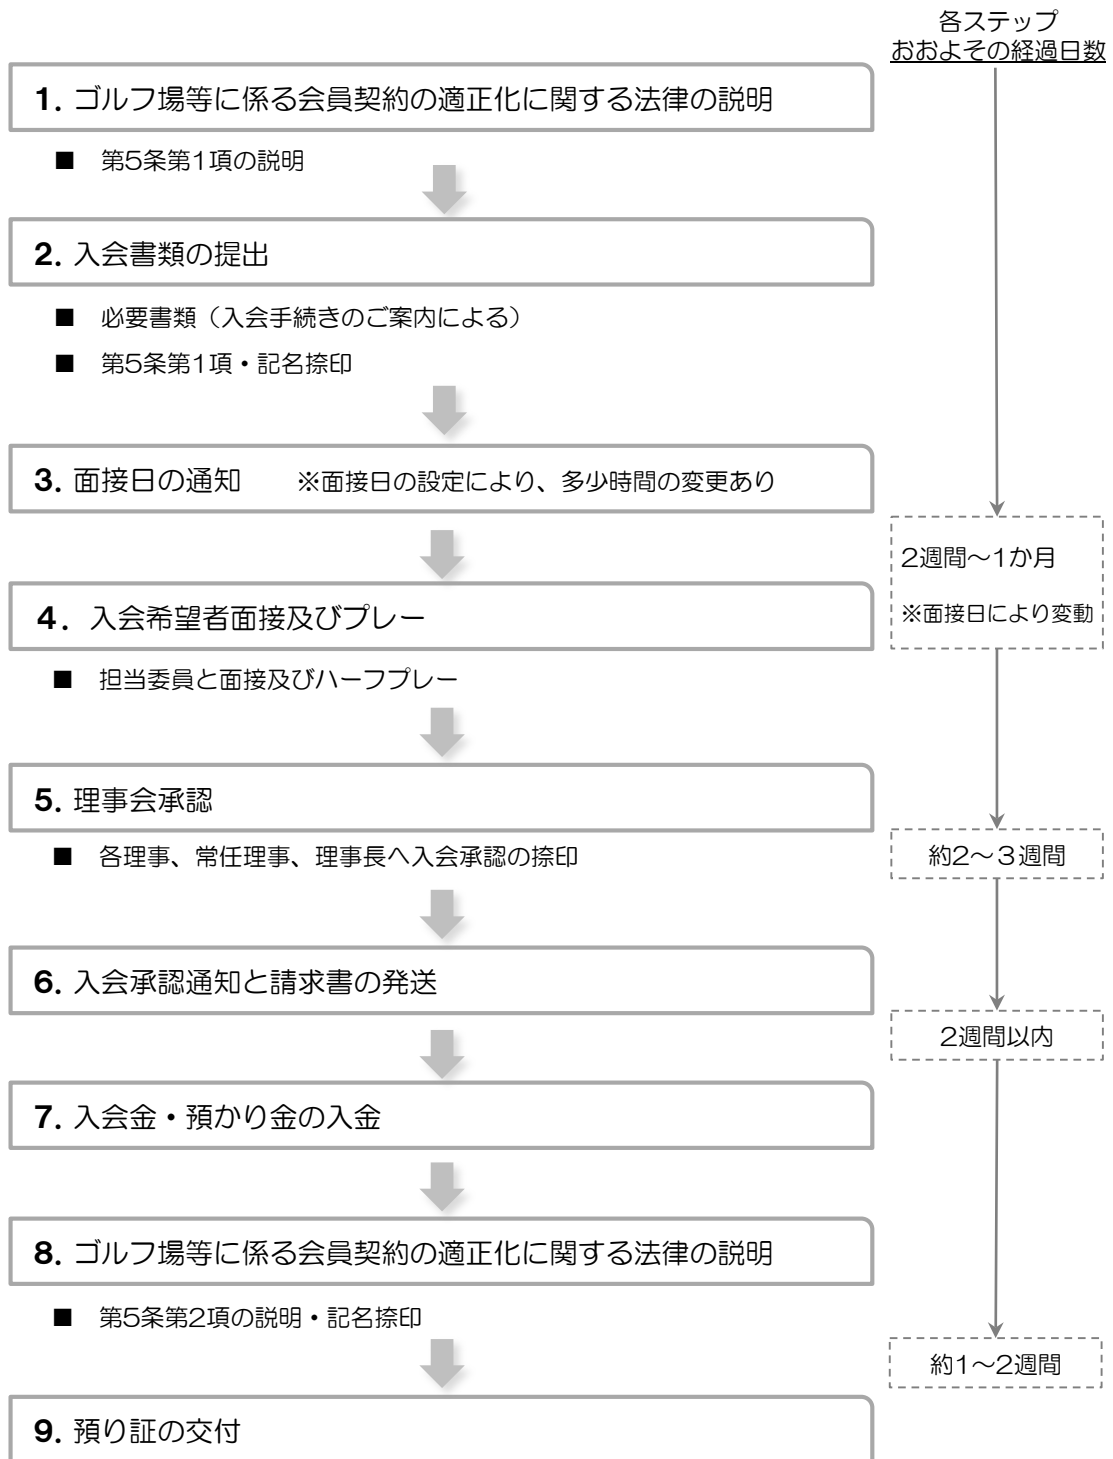 各ステップ
おおよその経過日数
1. ゴルフ場等に係る会員契約の適正化に関する法律の説明
■ 第5条第1項の説明
2. 入会書類の提出
■ 必要書類（入会手続きのご案内による）
■ 第5条第1項・記名捺印
3. 面接日の通知 ※面接日の設定により、多少時間の変更あり
2週間～1か月
※面接日により変動
4. 入会希望者面接及びプレー
■ 担当委員と面接及びハーフプレー
5. 理事会承認
■ 各理事、常任理事、理事長へ入会承認の捺印
約2～３週間
6. 入会承認通知と請求書の発送
2週間以内
7. 入会金・預かり金の入金
8. ゴルフ場等に係る会員契約の適正化に関する法律の説明
■ 第5条第2項の説明・記名捺印
約1～2週間
9. 預り証の交付